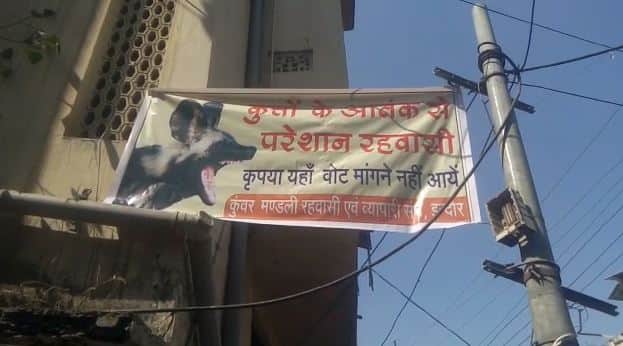 कुत्तों के आतंक से
परेशान रहवासी
कृपया यहाँ वोट मांगने नहीं आयें
कुंवर मण्डली रहवासी एवं व्यापारी संघ, इन्दौर